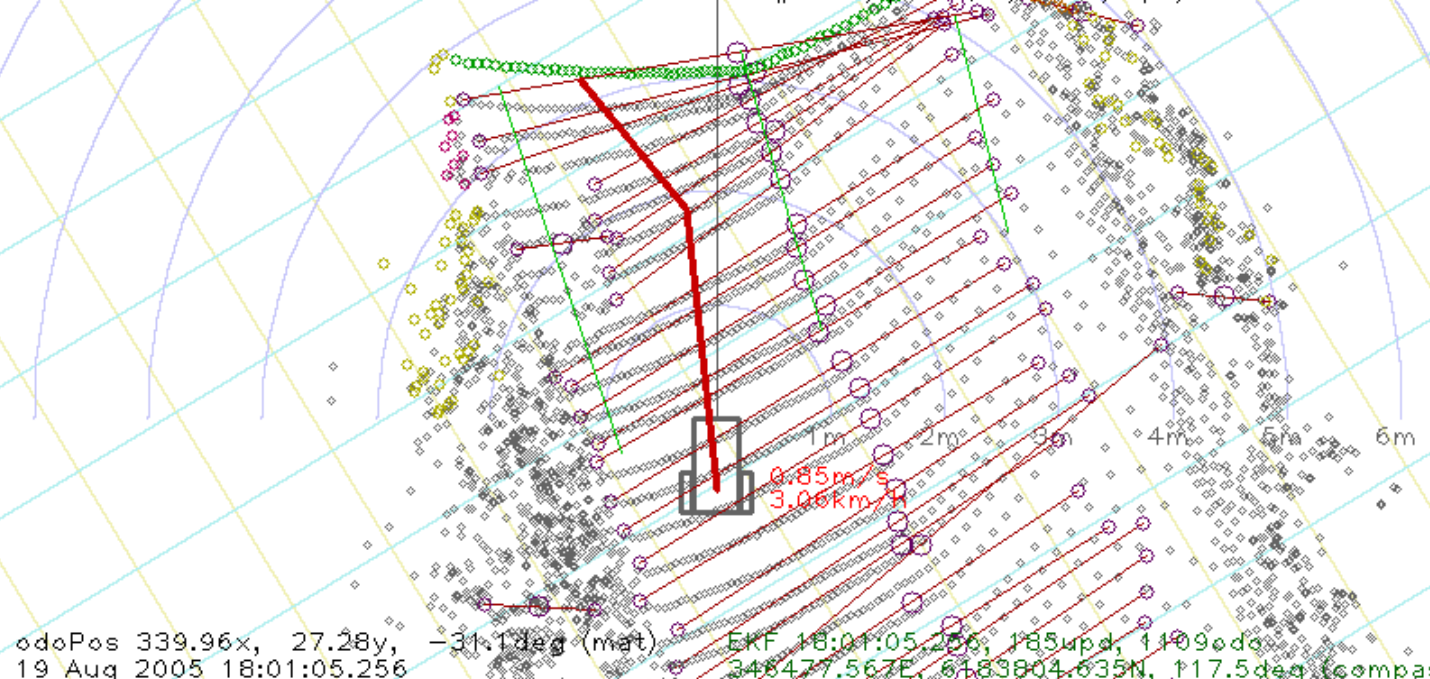 1m 2m 3m 4m 5m 6m
0.85m/s
3.06km/h
odoPos 339.96x, 27.28y, -31.1deg (mat)
19 Aug 2005 18:01:05.256
EKF 18:01:05.256, 185upd, 1109odo
346477.567E, 6183804.635N, 117.5deg (compas